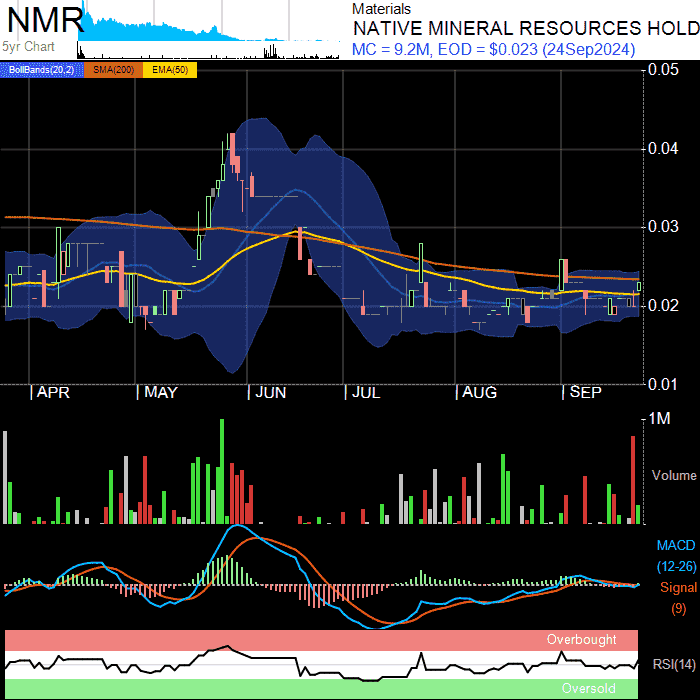 NMR
5yr Chart
Materials
NATIVE MINERAL RESOURCES HOLD
MC = 9.2M, EOD = $0.023 (24Sep2024)
BollBands(20,2) SMA(200) EMA(50)
0.05
0.04
0.03
0.02
0.01
APR MAY JUN JUL AUG SEP
1M
Volume
MACD
(12-26)
Signal
(9)
Overbought
RSI(14)
Oversold